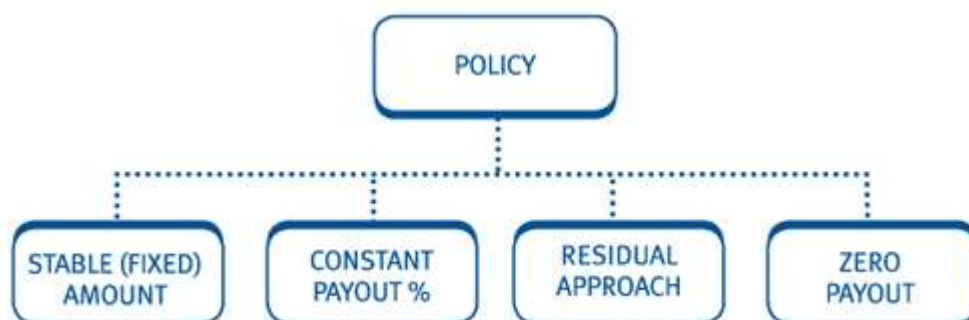 POLICY
STABLE (FIXED)
AMOUNT
CONSTANT
PAYOUT %
RESIDUAL
APPROACH
ZERO
PAYOUT